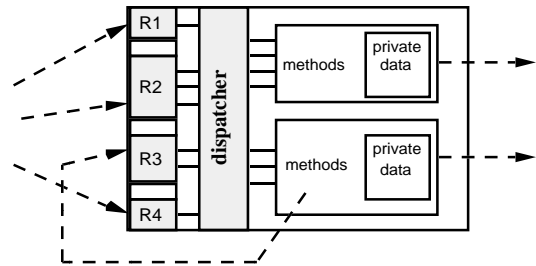 R1
R2
R3
R4
dispatcher
methods
private
data
methods
private
data